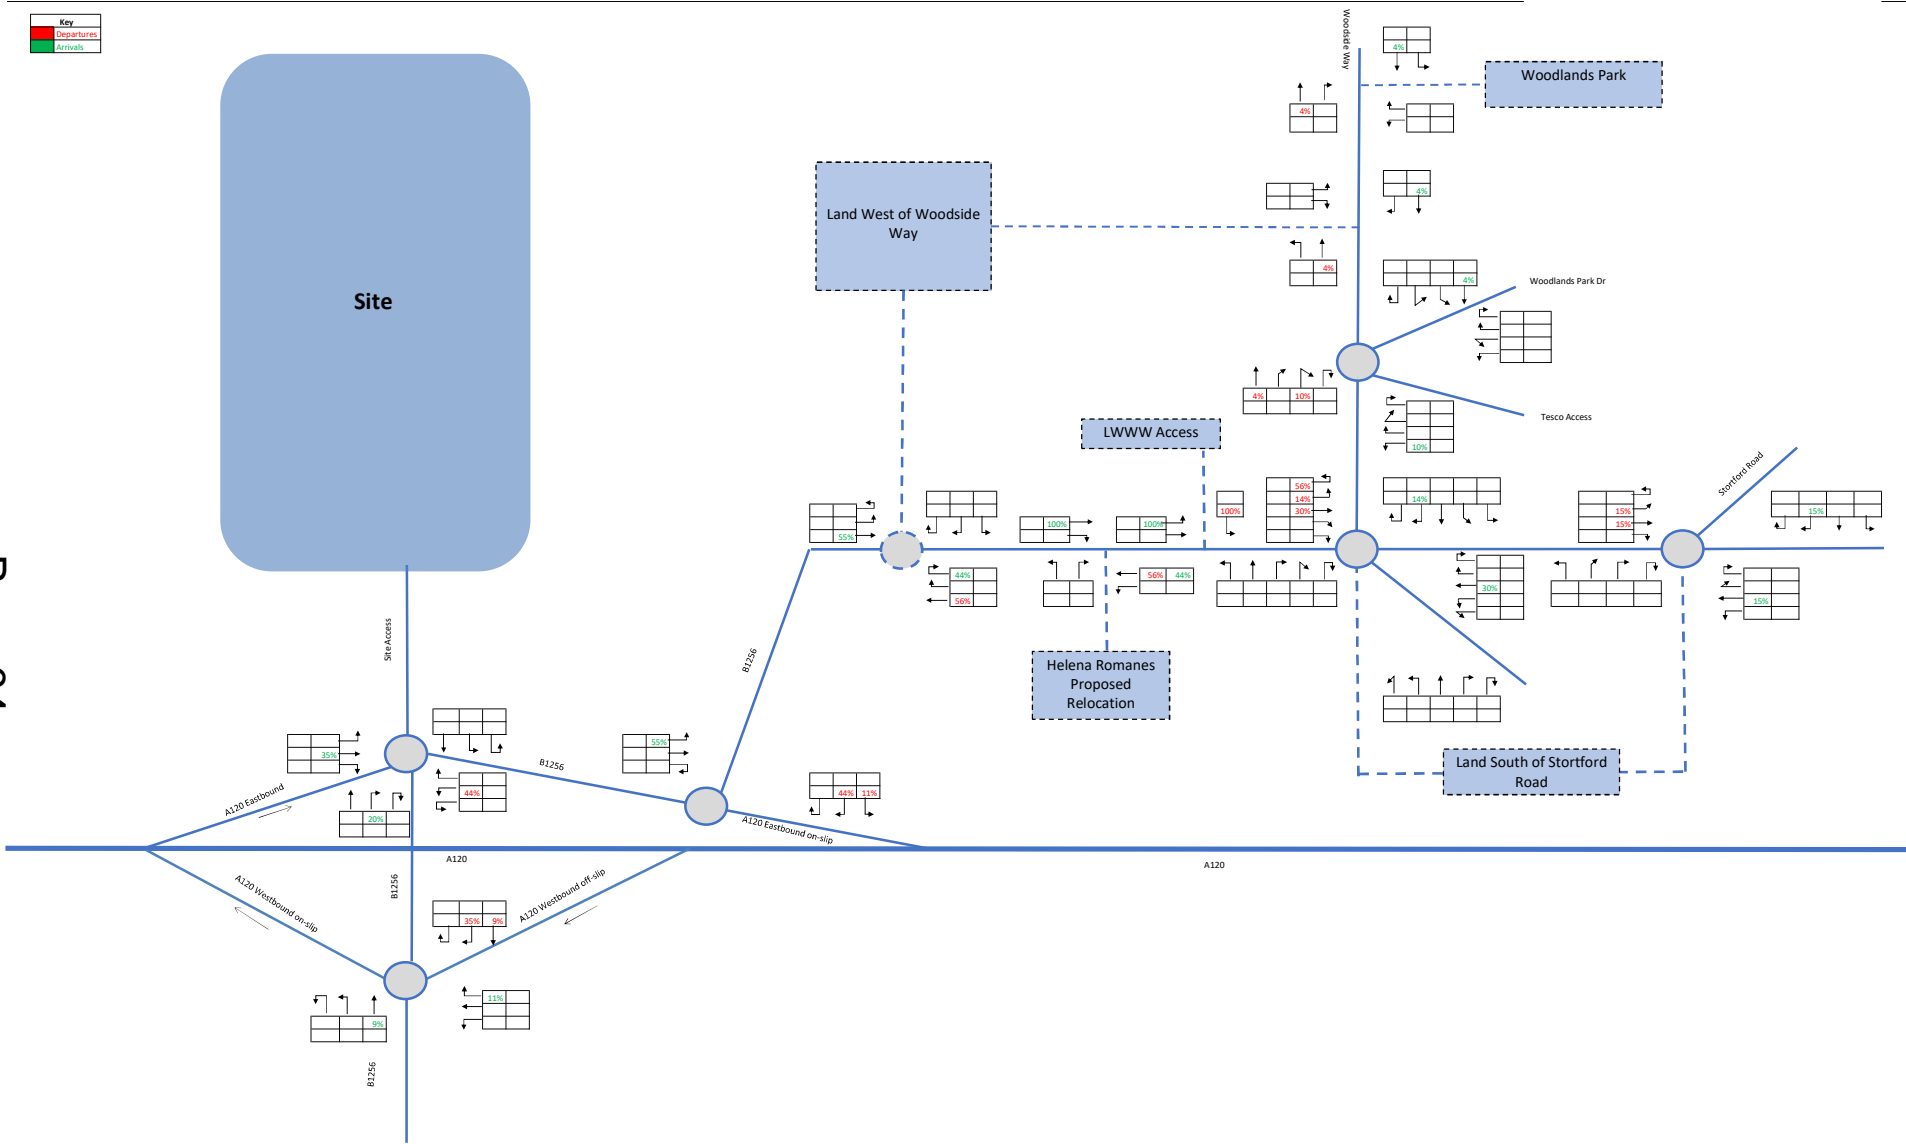 Key
Departures
Arrivals
Woodside Way
4%
Woodlands Park
4%
Site
Land West of Woodside
Way
4%
4%
4%
Woodlands Park Dr
4%
10%
Tesco Access
10%
LWWW Access
Stortford Road
55%
100%
100%
100%
56%
14%
30%
14%
15%
15%
15%
44%
56%
56%
44%
30%
15%
Site Access
B1256
Helena Romanes
Proposed
Relocation
35%
44%
B1256
55%
44%
11%
Land South of Stortford
Road
A120 Eastbound
20%
A120 Eastbound on-slip
A120
A120
A120 Westbound on-slip
B1256
35%
9%
A120 Westbound off-slip
11%
9%
B1256